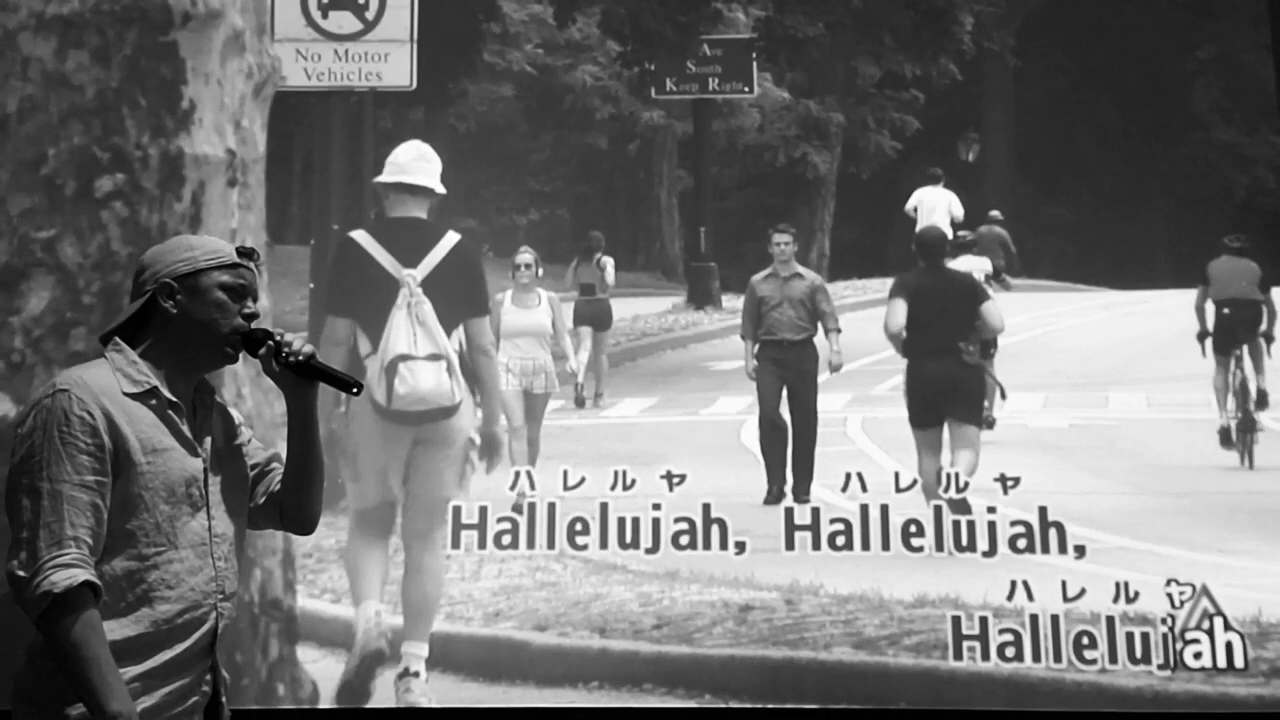 No Motor
Vehicles
Ave
South
Keep Right
ハレルヤ ハレルヤ
Hallelujah, Hallelujah,
ハレルヤ
Hallelujah